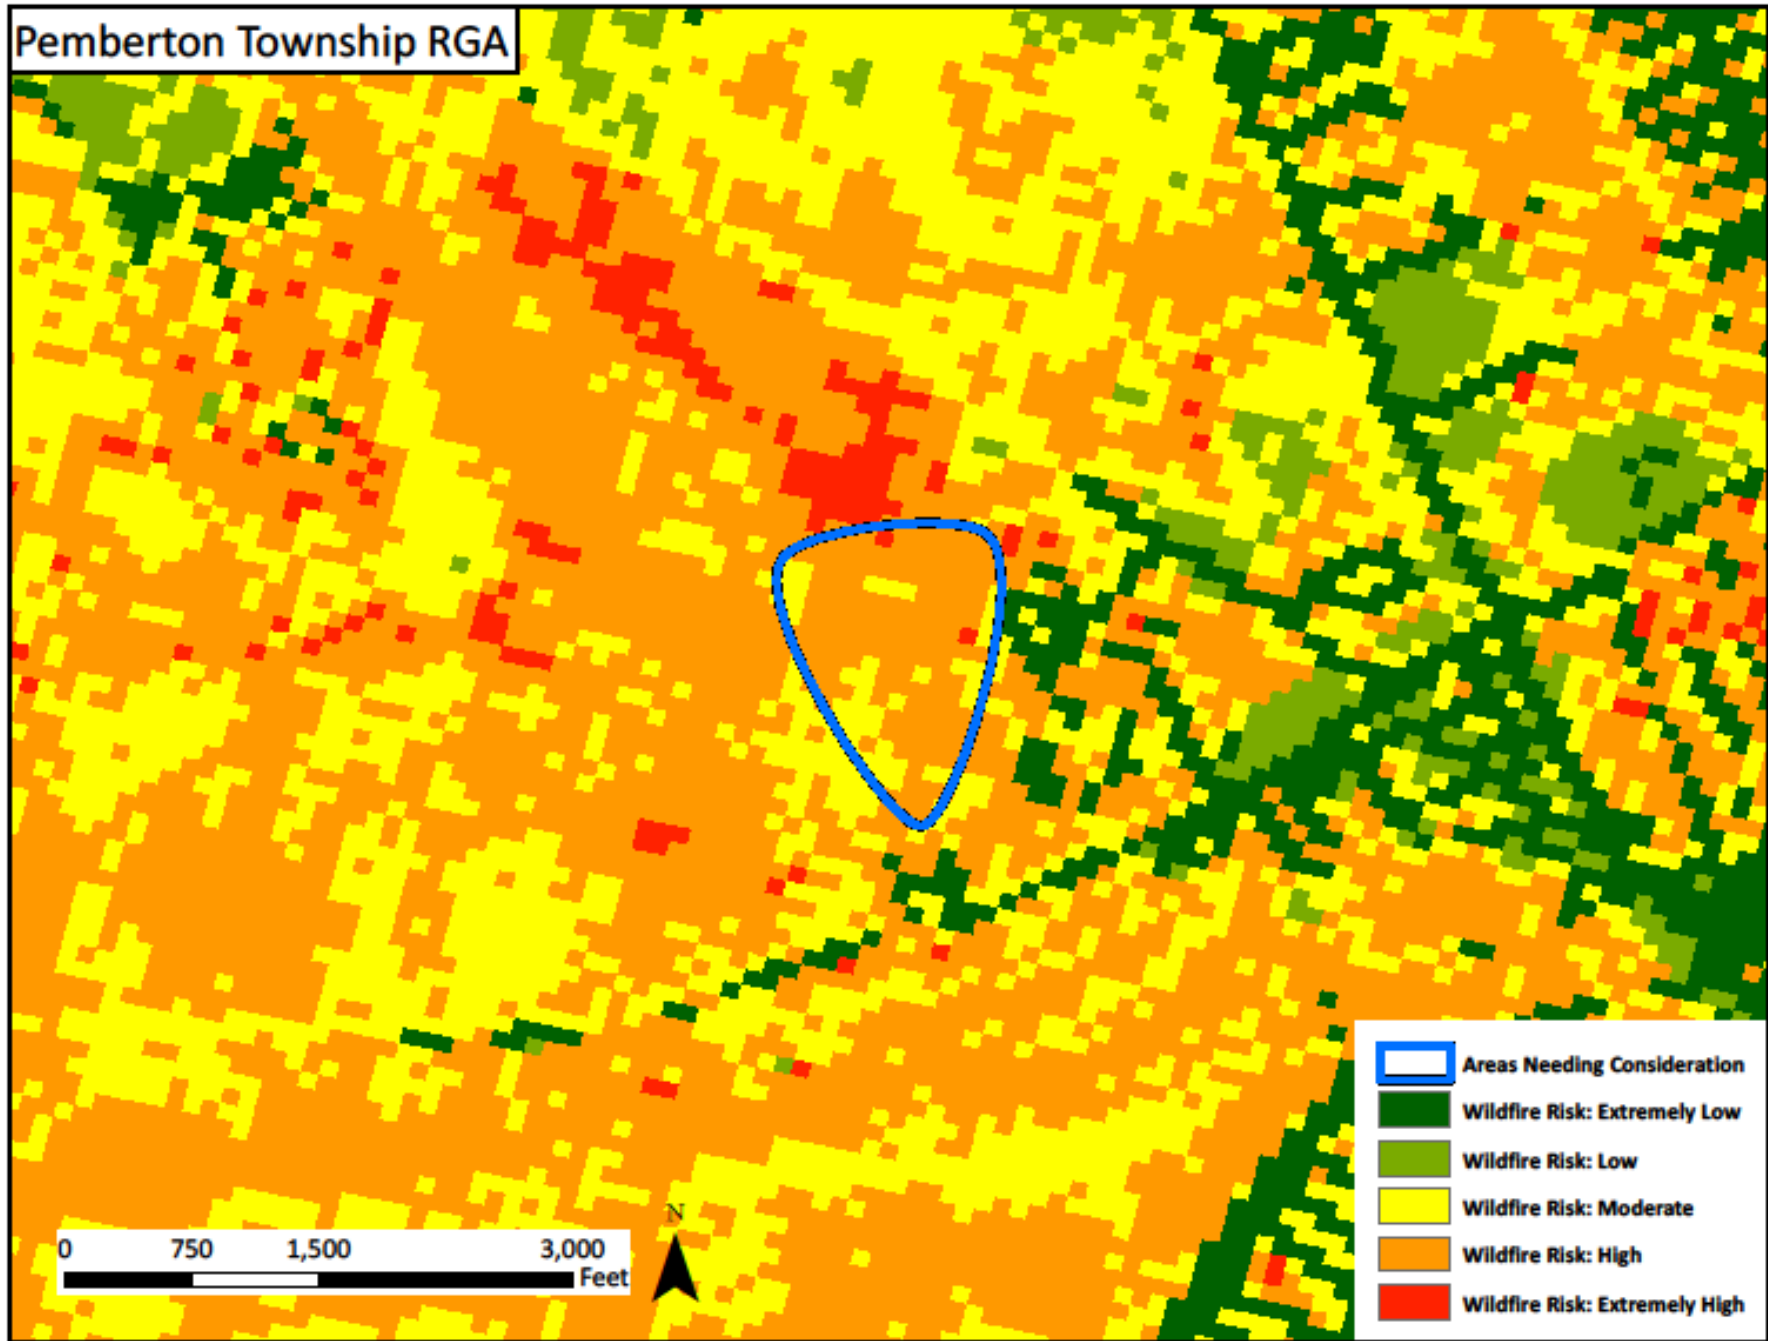 Pemberton Township RGA
Areas Needing Consideration
Wildfire Risk: Extremely Low
Wildfire Risk: Low
Wildfire Risk: Moderate
Wildfire Risk: High
Wildfire Risk: Extremely High
N
0 750 1,500 3,000
Feet